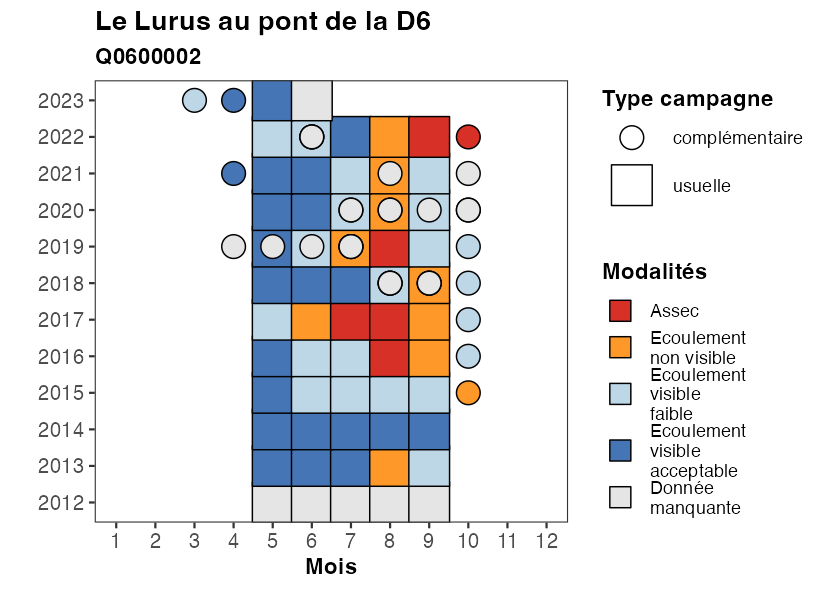 Le Lurus au pont de la D6
Q0600002
2023
2022
2021
2020
2019
2018
2017
2016
2015
2014
2013
2012
1 2 3 4 5 6 7 8 9 10 11 12
Mois
Type campagne
complémentaire
usuelle
Modalités
Assec
Ecoulement
non visible
Ecoulement
visible
faible
Ecoulement
visible
acceptable
Donnée
manquante